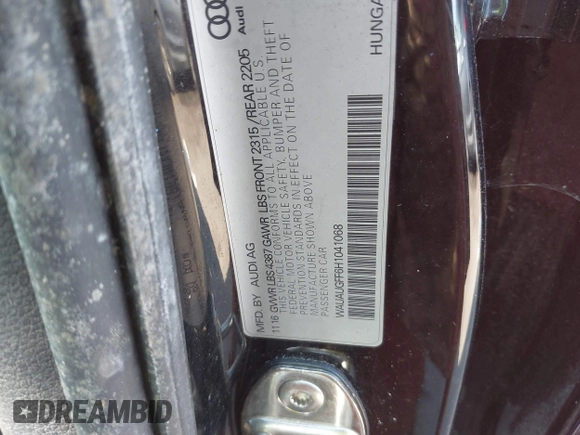 Audi
HUNGA
MFD. BY AUDI AG
11 16 GVWR LBS 4387 GAWR LBS FRONT 2315 / REAR 2205
THIS VEHICLE CONFORMS TO ALL APPLICABLE U.S.
FEDERAL MOTOR VEHICLE SAFETY, BUMPER AND THEFT
PREVENTION STANDARDS IN EFFECT ON THE DATE OF
MANUFACTURE SHOWN ABOVE
PASSENGER CAR
WAUAUGFF6H1041068
DREAMBID